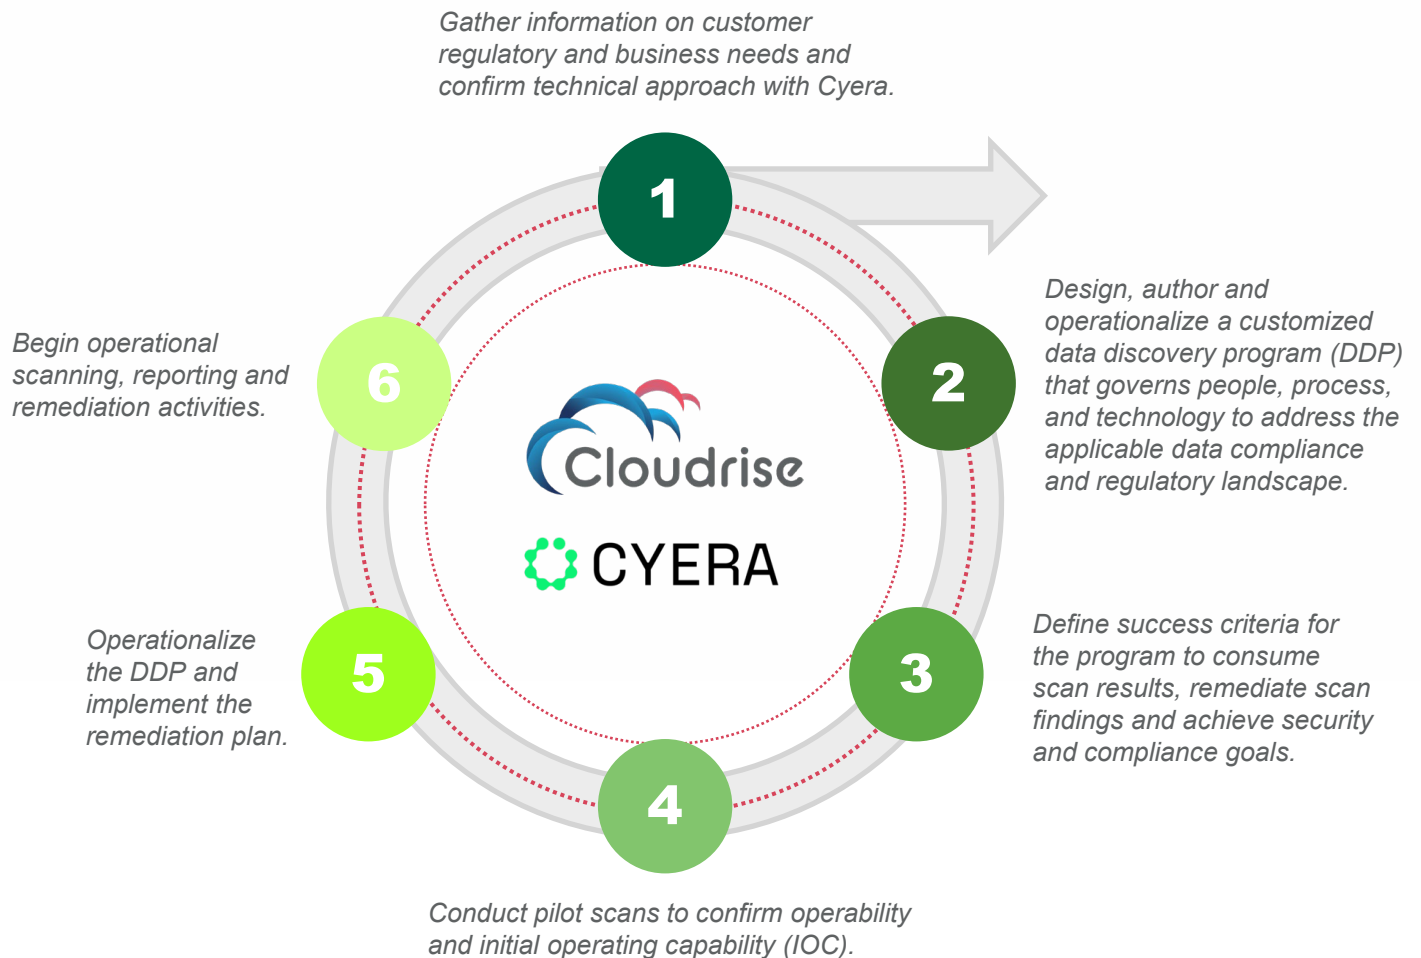 Gather information on customer
regulatory and business needs and
confirm technical approach with Cyera.
1
2
Design, author and
operationalize a customized
data discovery program (DDP)
that governs people, process,
and technology to address the
applicable data compliance
and regulatory landscape.
3
Define success criteria for
the program to consume
scan results, remediate scan
findings and achieve security
and compliance goals.
4
Conduct pilot scans to confirm operability
and initial operating capability (IOC).
5
Operationalize
the DDP and
implement the
remediation plan.
6
Begin operational
scanning, reporting and
remediation activities.
Cloudrise
CYERA